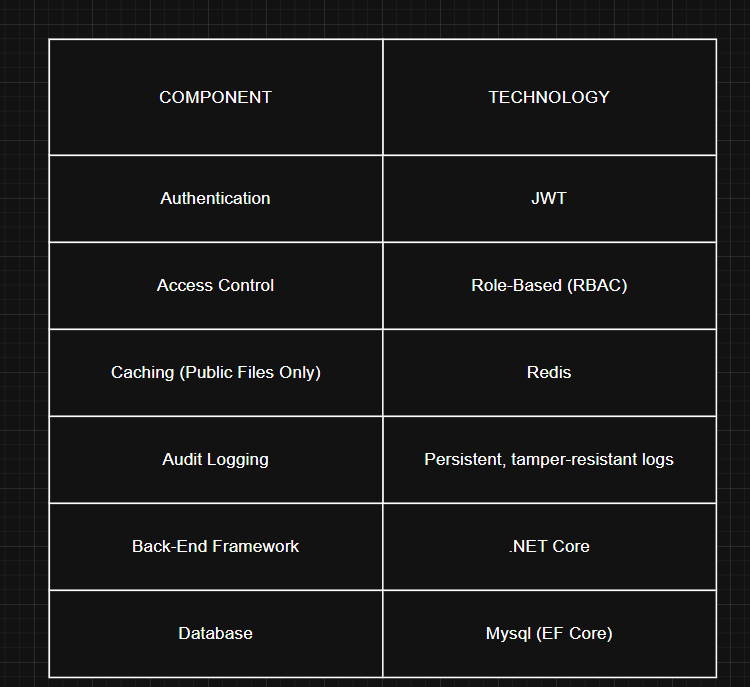 COMPONENT TECHNOLOGY
Authentication JWT
Access Control Role-Based (RBAC)
Caching (Public Files Only) Redis
Audit Logging Persistent, tamper-resistant logs
Back-End Framework .NET Core
Database Mysql (EF Core)